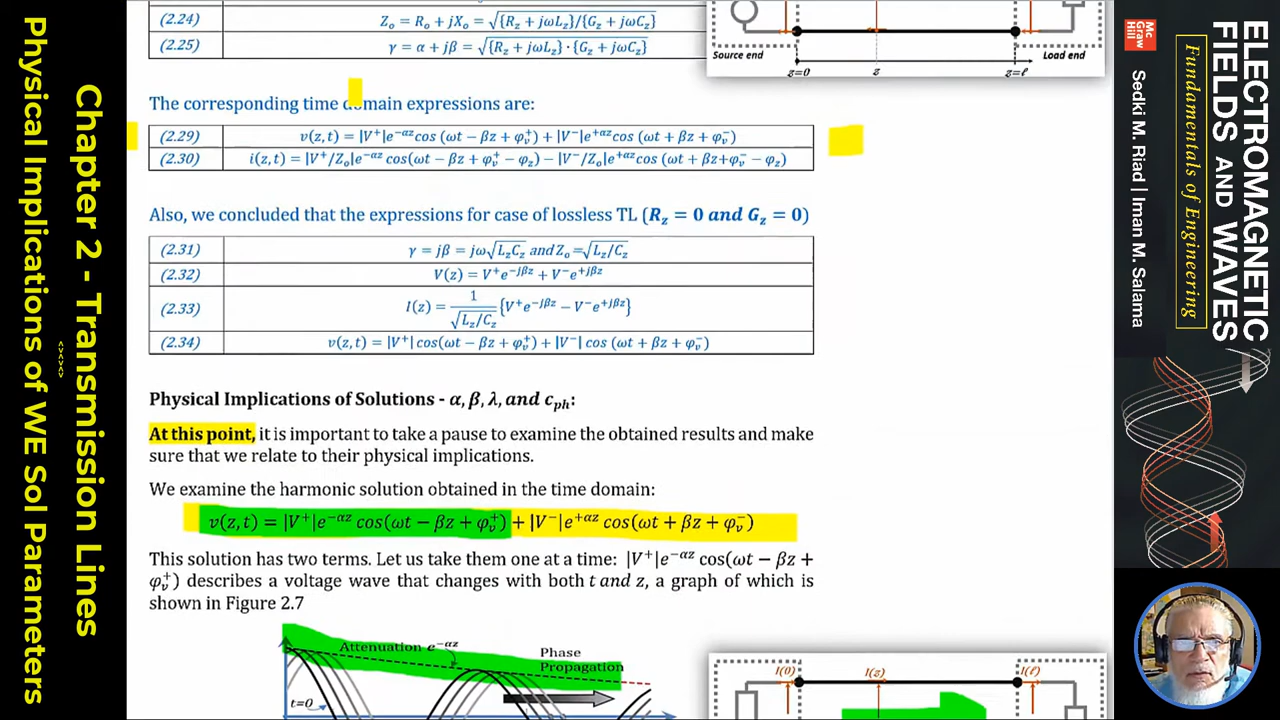 Chapter 2 - Transmission Lines
<><><>
Physical Implications of WE Sol Parameters
(2.24) Zₒ = Rₒ + jXₒ = √{R_z + jωL_z}/{G_z + jωC_z}
(2.25) γ = α + jβ = √{R_z + jωL_z} · {G_z + jωC_z}
Source end
Load end
z=0
z
z=ℓ
The corresponding time domain expressions are:
(2.29) v(z,t) = |V⁺|e^{-αz}cos (ωt − βz + φ_v^+) + |V⁻|e^{+αz}cos (ωt + βz + φ_v^-)
(2.30) i(z,t) = |V⁺/Zₒ|e^{-αz} cos(ωt − βz + φ_v^+ − φ_z) − |V⁻/Zₒ|e^{+αz}cos (ωt + βz+φ_v^- − φ_z)
Also, we concluded that the expressions for case of lossless TL (R_z = 0 and G_z = 0)
(2.31) γ = jβ = jω√L_zC_z and Zₒ=√L_z/C_z
(2.32) V(z) = V⁺e^{-jβz} + V⁻e^{+jβz}
(2.33) I(z) = 1/√L_z/C_z {V⁺e^{-jβz} − V⁻e^{+jβz}}
(2.34) v(z,t) = |V⁺| cos(ωt − βz + φ_v^+) + |V⁻| cos (ωt + βz + φ_v^-)
Physical Implications of Solutions - α, β, λ, and c_ph:
At this point, it is important to take a pause to examine the obtained results and make
sure that we relate to their physical implications.
We examine the harmonic solution obtained in the time domain:
v(z,t) = |V⁺|e^{-αz} cos(ωt − βz + φ_v^+) + |V⁻|e^{+αz} cos(ωt + βz + φ_v^-)
This solution has two terms. Let us take them one at a time: |V⁺|e^{-αz} cos(ωt − βz +
φ_v^+) describes a voltage wave that changes with both t and z, a graph of which is
shown in Figure 2.7
Attenuation e^{-αz}
Phase
Propagation
t=0
I(0)
I(z)
I(ℓ)
Mc
Graw
Hill
ELECTROMAGNETIC
FIELDS AND WAVES
Fundamentals of Engineering
Sedki M. Riad | Iman M. Salama